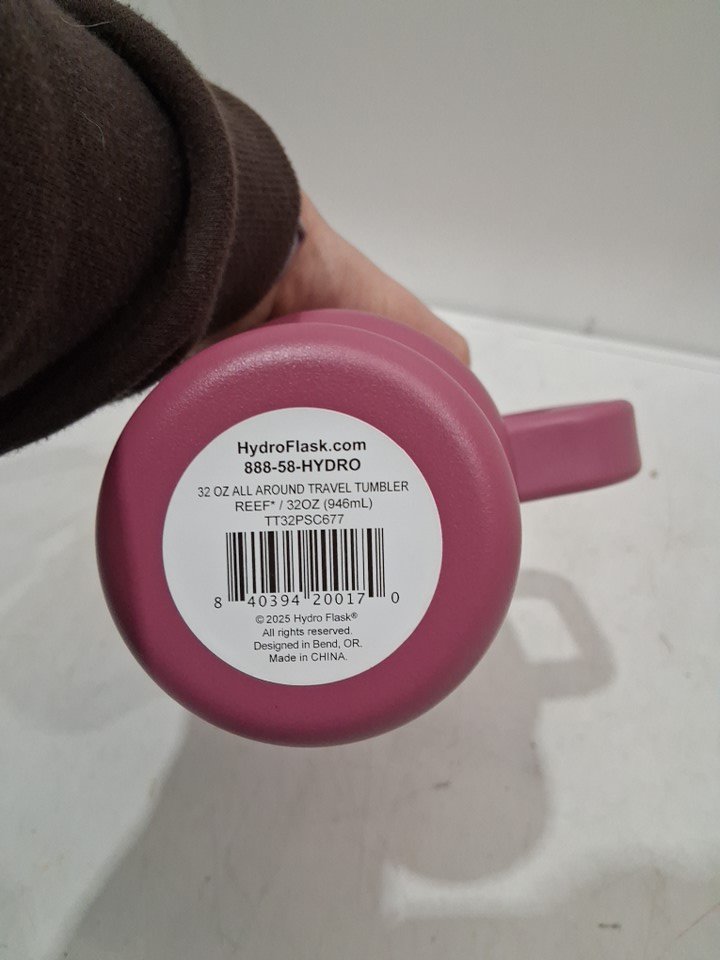 HydroFlask.com
888-58-HYDRO
32 OZ ALL AROUND TRAVEL TUMBLER
REEF* / 32OZ (946mL)
TT32PSC677
8 40394 20017 0
© 2025 Hydro Flask®
All rights reserved.
Designed in Bend, OR.
Made in CHINA.